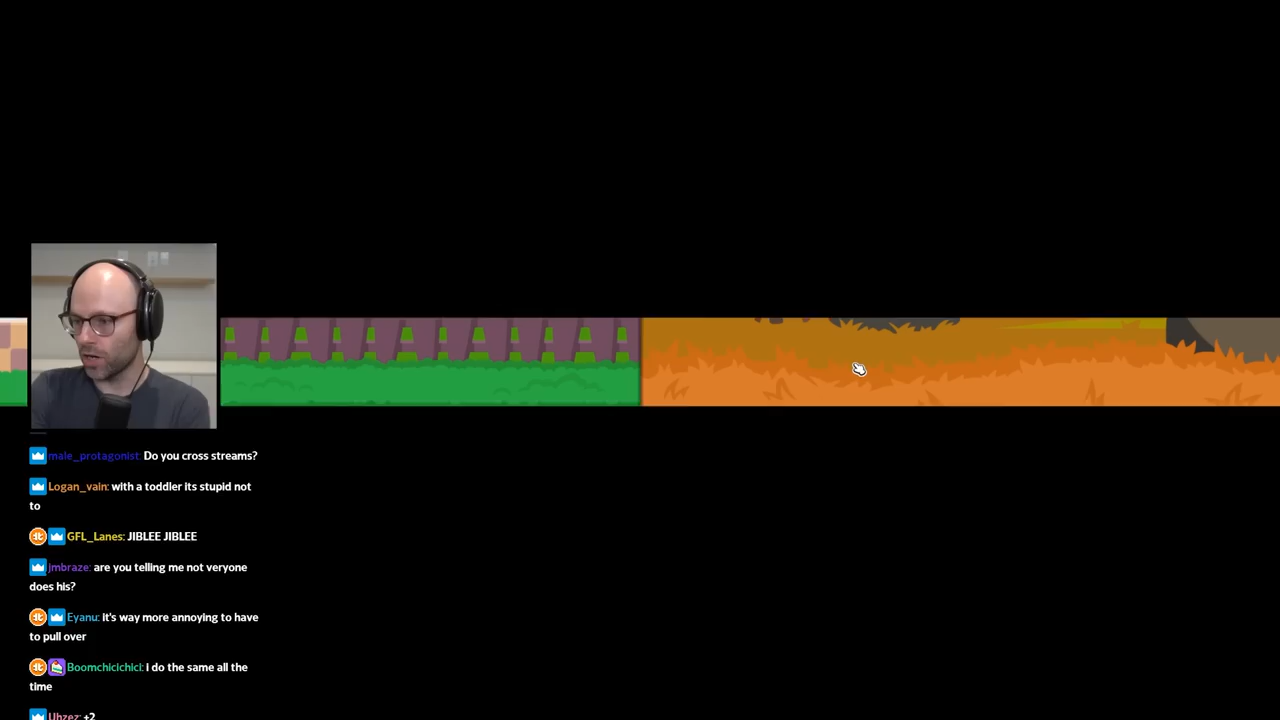 male_protagonist: Do you cross streams?
Logan_vain: with a toddler its stupid not
to
GFL_Lanes: JIBLEE JIBLEE
jmbraze: are you telling me not veryone
does his?
Eyanu: it's way more annoying to have
to pull over
Boomchicichici: i do the same all the
time
Uhzez: +2